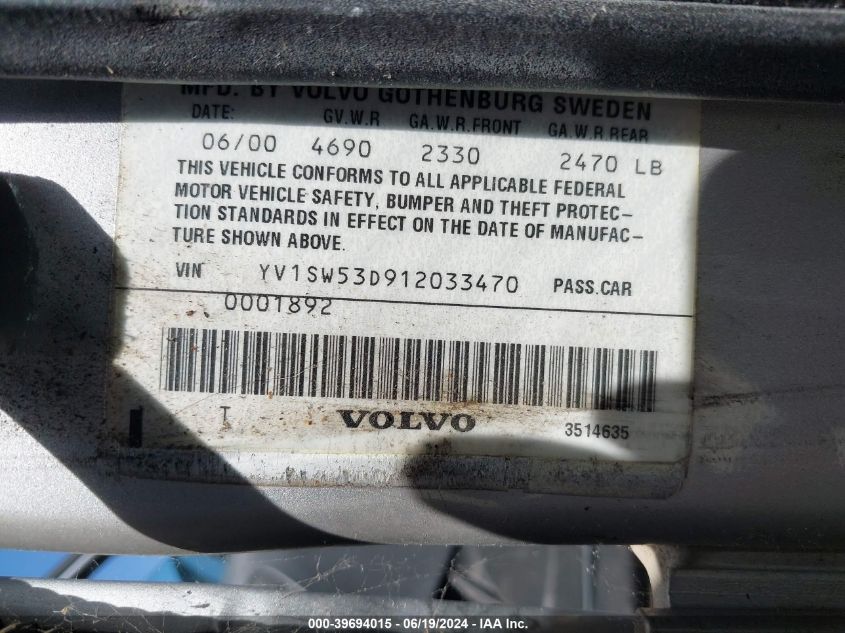 MFD. BY VOLVO GOTHENBURG SWEDEN
DATE: GV.W.R GA.W.R.FRONT GA.W.R REAR
06/00 4690 2330 2470 LB
THIS VEHICLE CONFORMS TO ALL APPLICABLE FEDERAL
MOTOR VEHICLE SAFETY, BUMPER AND THEFT PROTEC-
TION STANDARDS IN EFFECT ON THE DATE OF MANUFAC-
TURE SHOWN ABOVE.
VIN YV1SW53D912033470 PASS.CAR
0001892
T VOLVO 3514635
000-39694015 - 06/19/2024 - IAA Inc.